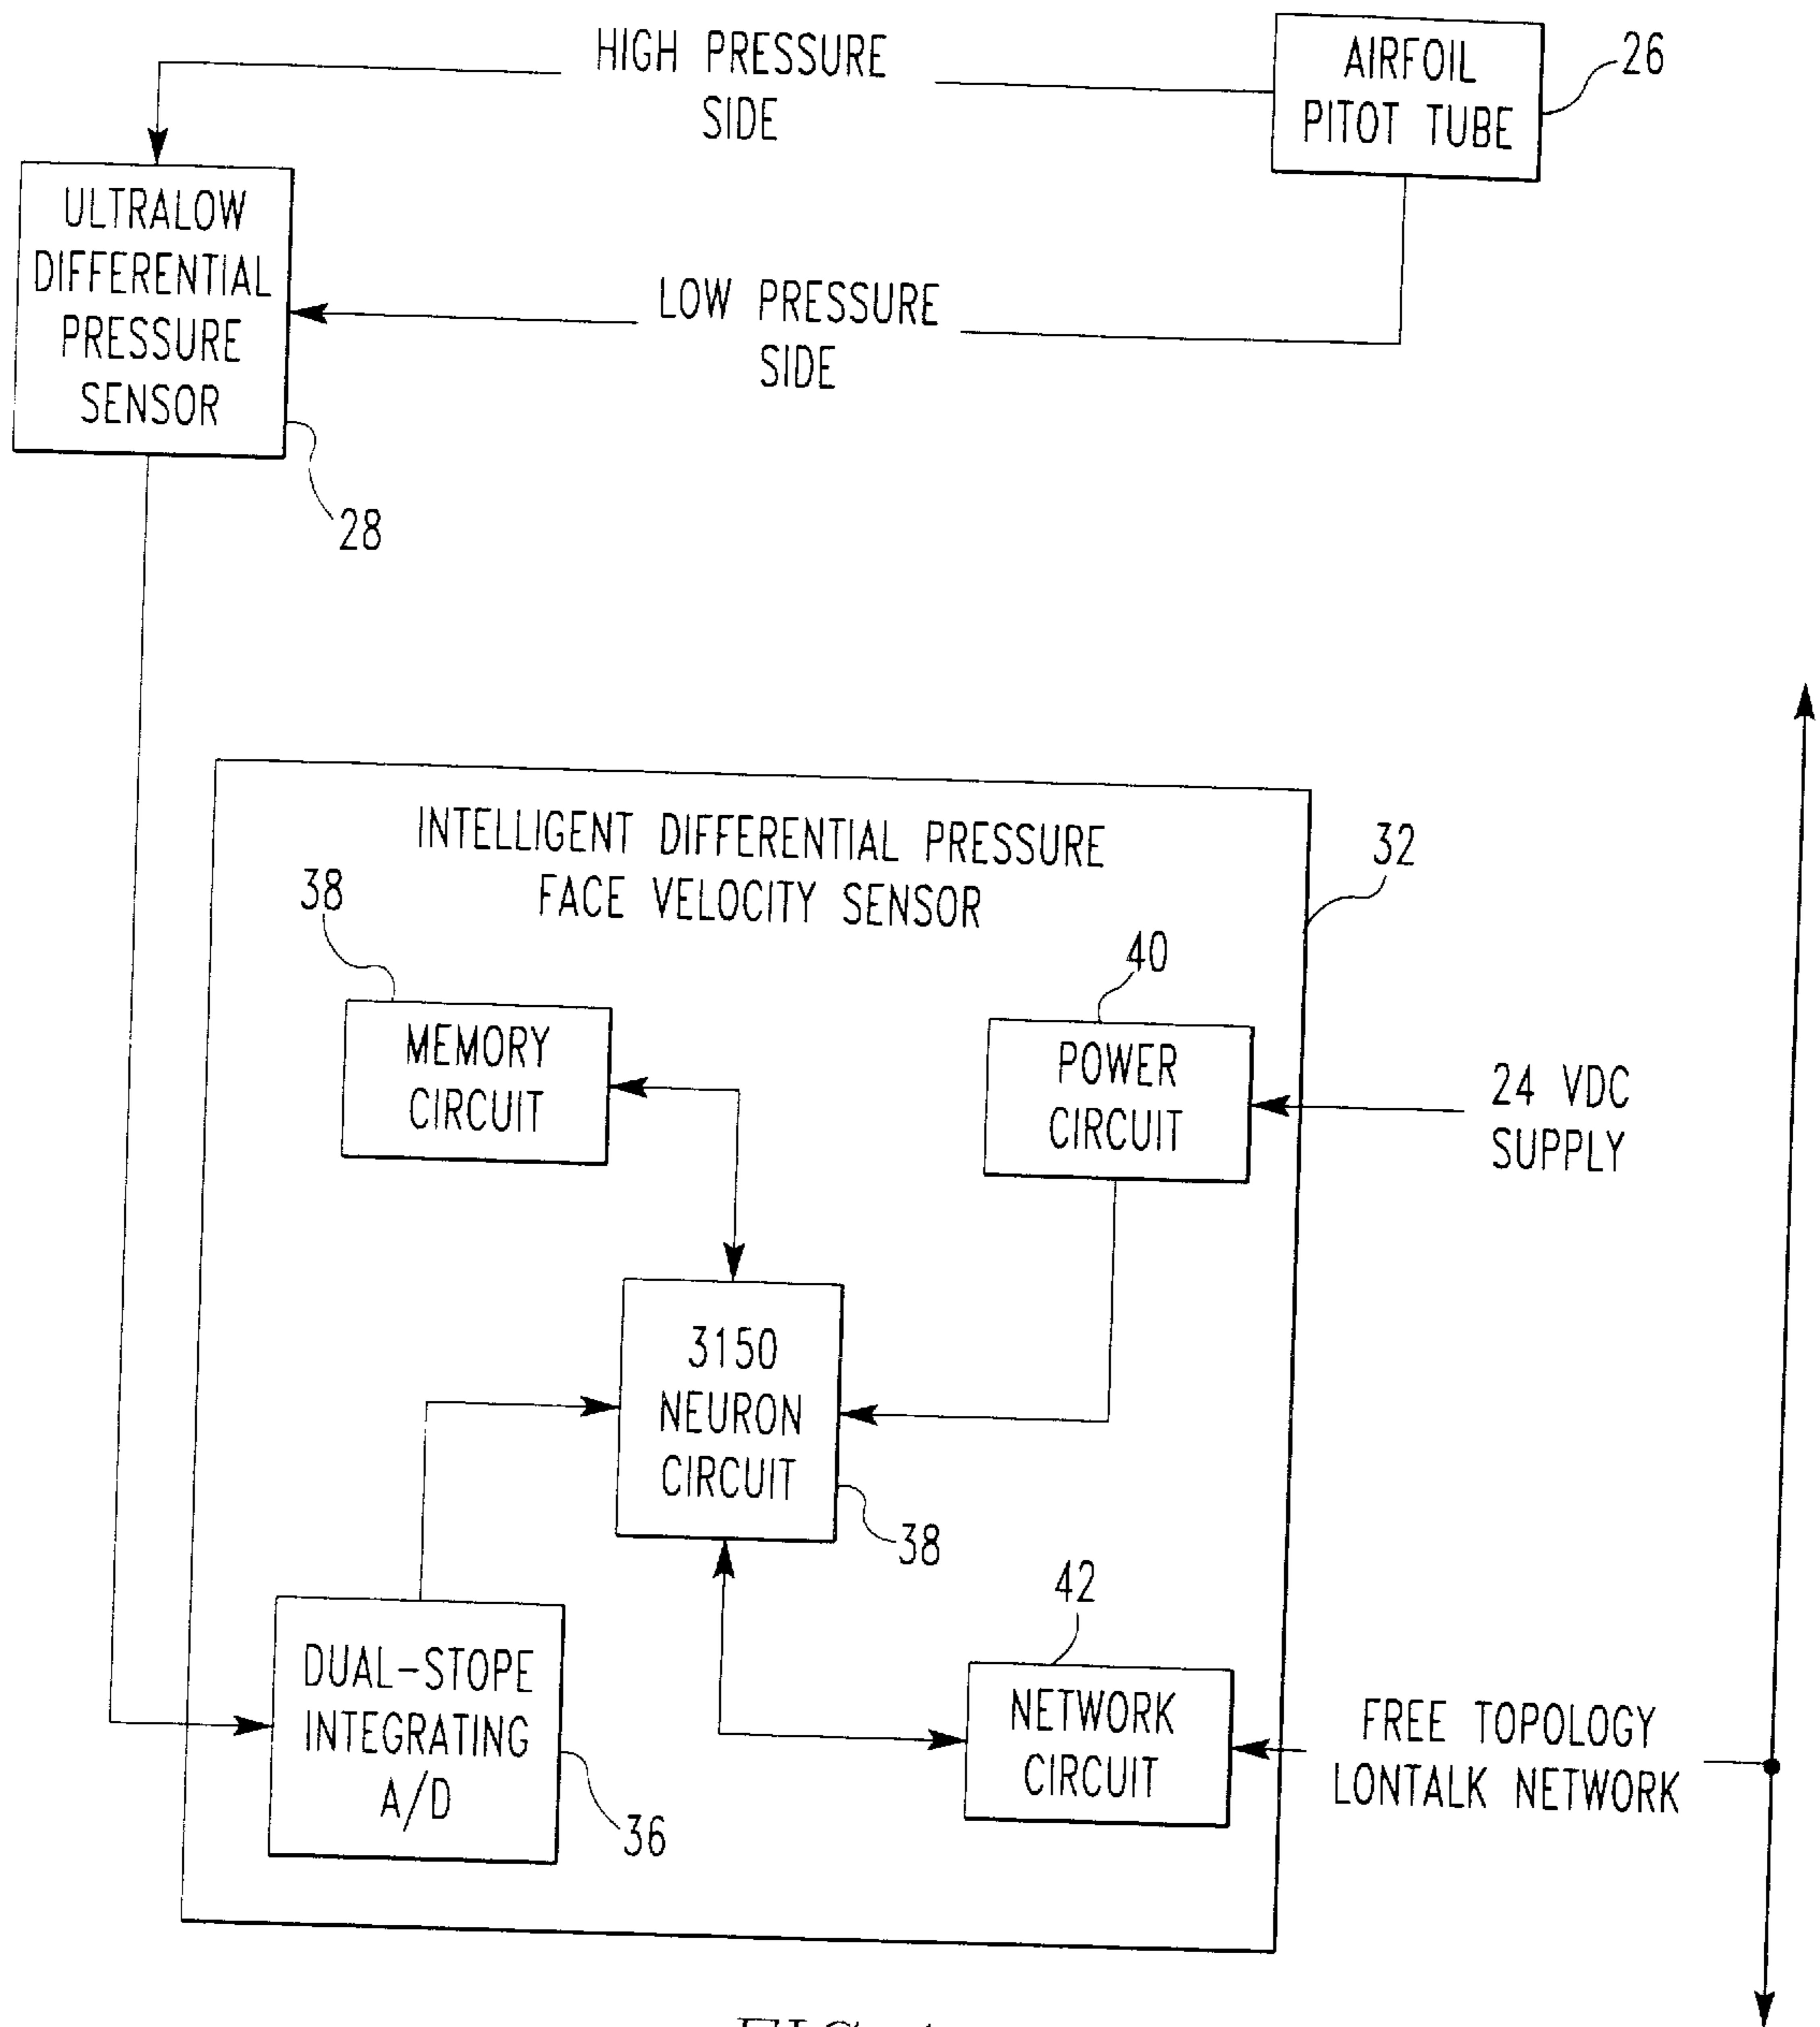 HIGH PRESSURE
SIDE
AIRFOIL
PITOT TUBE
26
ULTRALOW
DIFFERENTIAL
PRESSURE
SENSOR
28
LOW PRESSURE
SIDE
INTELLIGENT DIFFERENTIAL PRESSURE
FACE VELOCITY SENSOR
32
38
MEMORY
CIRCUIT
40
POWER
CIRCUIT
24 VDC
SUPPLY
3150
NEURON
CIRCUIT
38
DUAL-STOPE
INTEGRATING
A/D
36
42
NETWORK
CIRCUIT
FREE TOPOLOGY
LONTALK NETWORK